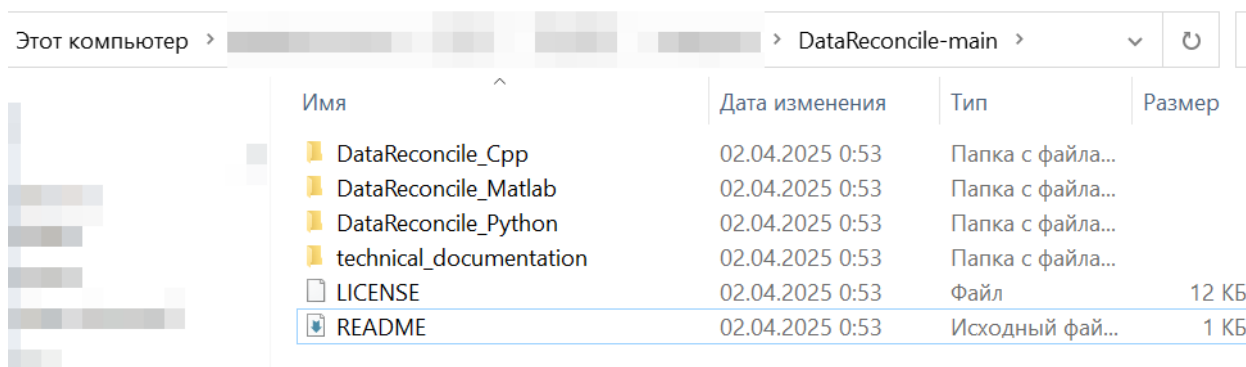 Этот компьютер > > DataReconcile-main >
Имя Дата изменения Тип Размер
DataReconcile_Cpp 02.04.2025 0:53 Папка с файла...
DataReconcile_Matlab 02.04.2025 0:53 Папка с файла...
DataReconcile_Python 02.04.2025 0:53 Папка с файла...
technical_documentation 02.04.2025 0:53 Папка с файла...
LICENSE 02.04.2025 0:53 Файл 12 КБ
README 02.04.2025 0:53 Исходный фай... 1 КБ